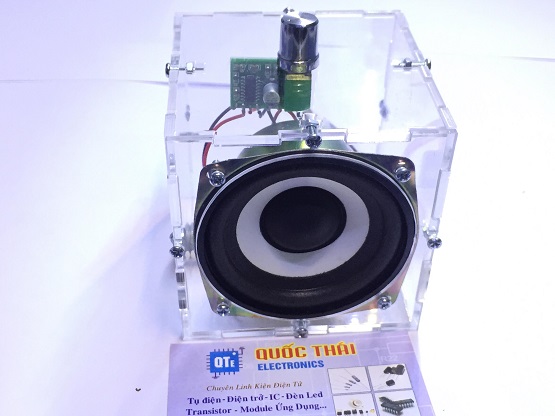 QTE
QUỐC THÁI
ELECTRONICS
Chuyên Linh Kiện Điện Tử
Tụ điện-Điện trở-IC-Đèn Led
Transistor - Module Ứng Dụng...